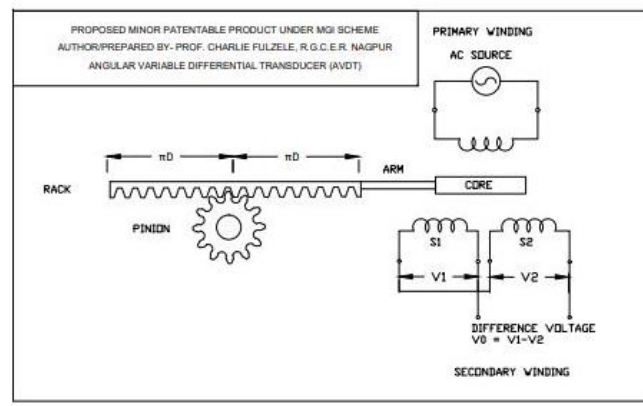 PROPOSED MINOR PATENTABLE PRODUCT UNDER MGI SCHEME
AUTHOR/PREPARED BY- PROF. CHARLIE FULZELE, R.G.C.E.R. NAGPUR
ANGULAR VARIABLE DIFFERENTIAL TRANSDUCER (AVDT)
PRIMARY WINDING
AC SOURCE
πD
πD
ARM
RACK
CORE
PINION
S1
S2
V1
V2
DIFFERENCE VOLTAGE
V0 = V1-V2
SECONDARY WINDING